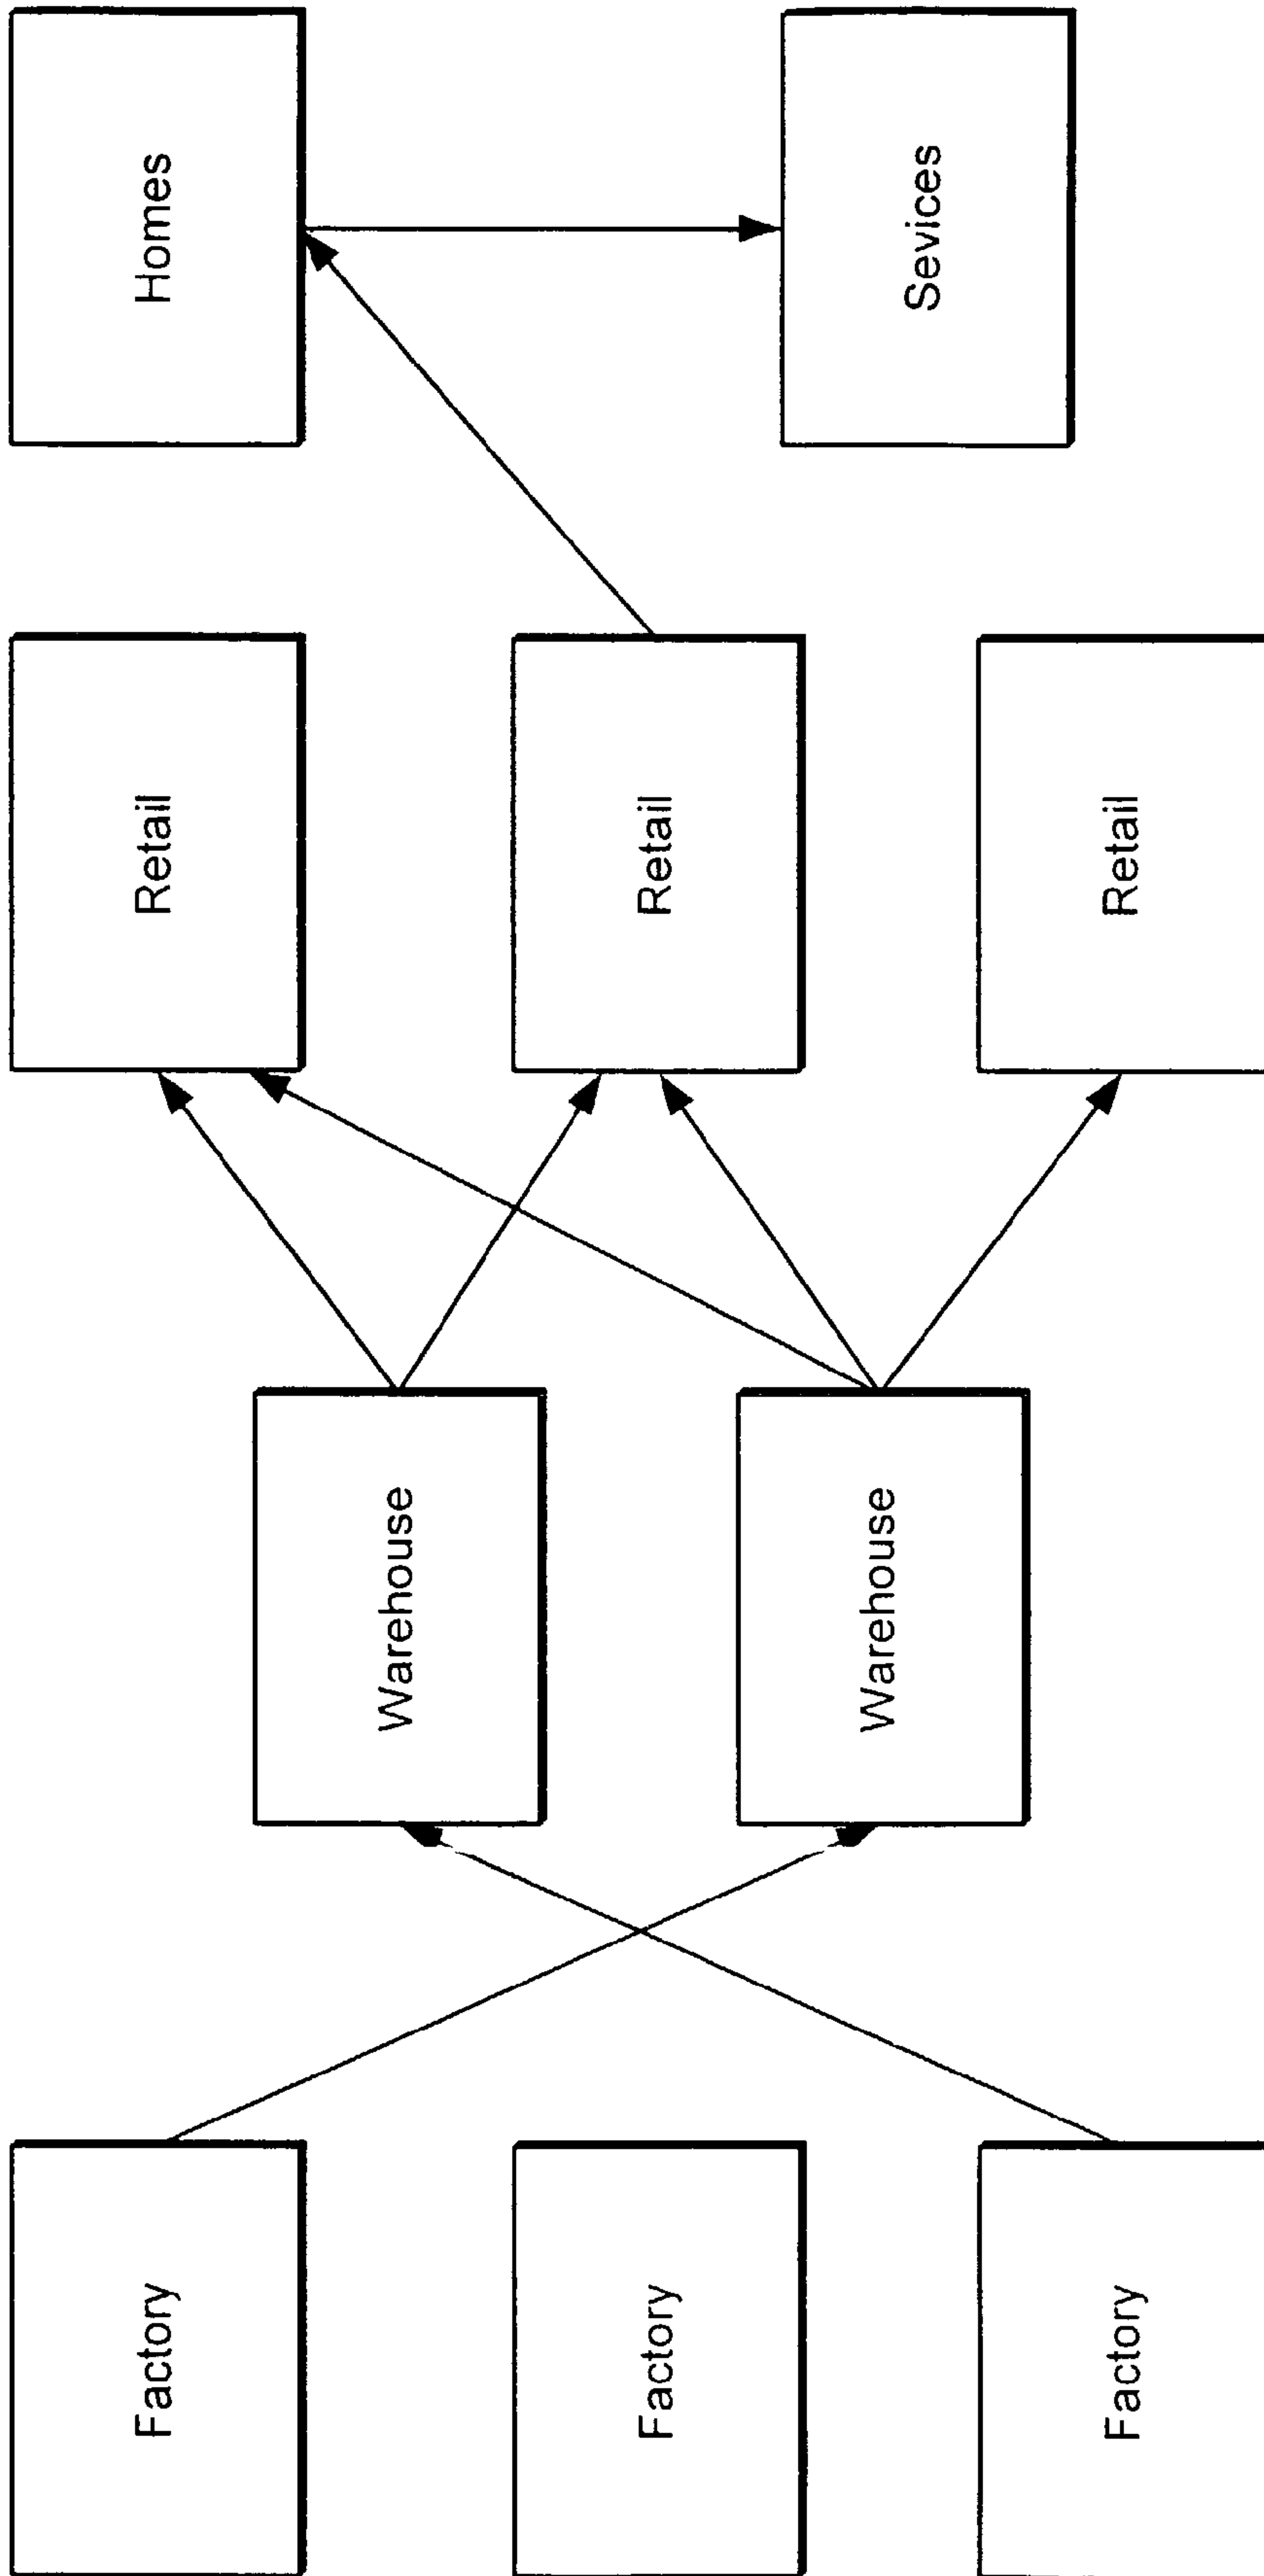 Factory
Factory
Factory
Warehouse
Warehouse
Retail
Retail
Retail
Homes
Sevices